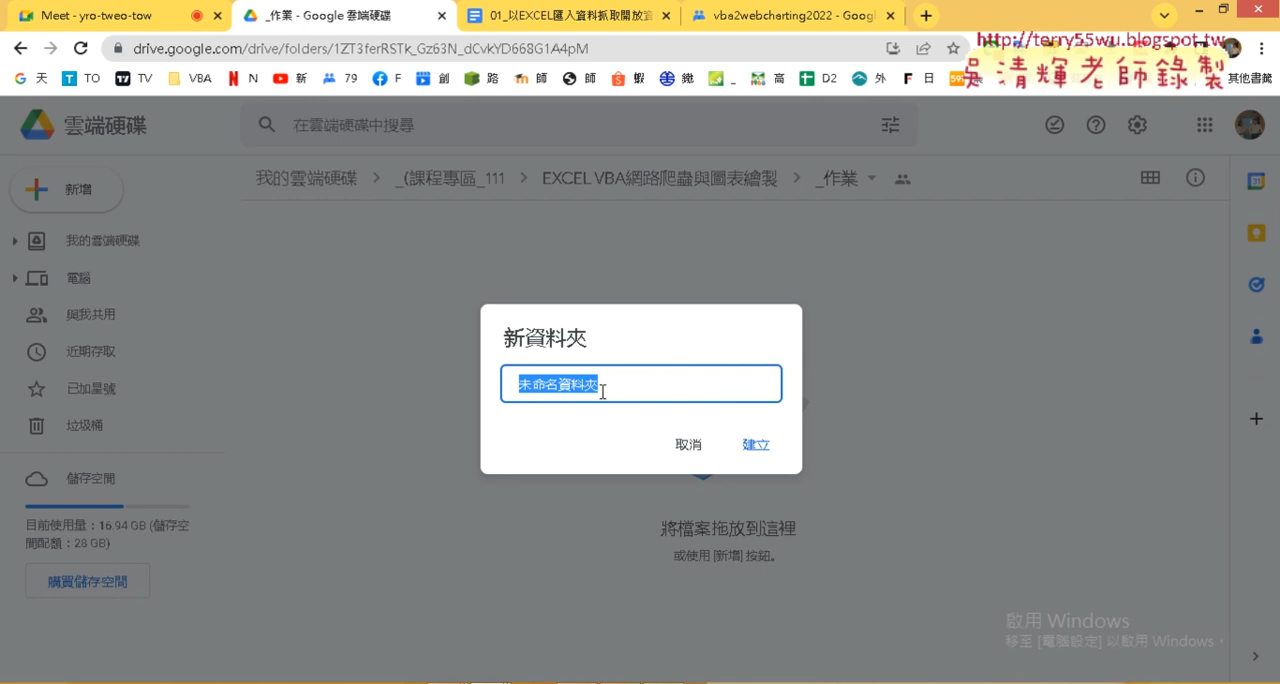 Meet - yro-tweo-tow
_作業 - Google 雲端硬碟
01_以EXCEL匯入資料抓取開放資
vba2webcharting2022 - Googl
drive.google.com/drive/folders/1ZT3ferRSTk_Gz63N_dCvkYD668G1A4pM
http://terry55wu.blogspot.tw
吳清輝老師錄製
天 TO TV VBA N 新 79 F 創 路 師 師 蝦 _ 高 D2 外 日 其他書籤
雲端硬碟
在雲端硬碟中搜尋
新增
我的雲端硬碟 > _(課程專區_111 > EXCEL VBA網路爬蟲與圖表繪製 > _作業
我的雲端硬碟
電腦
與我共用
近期存取
已加星號
垃圾桶
儲存空間
目前使用量：16.94 GB (儲存空
間配額：28 GB)
購買儲存空間
新資料夾
未命名資料夾
取消
建立
將檔案拖放到這裡
或使用 [新增] 按鈕。
啟用 Windows
移至 [電腦設定] 以啟用 Windows。